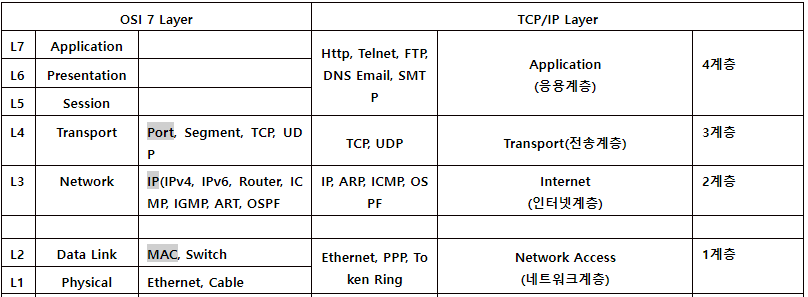 OSI 7 Layer TCP/IP Layer
L7 Application
L6 Presentation
L5 Session
Http, Telnet, FTP,
DNS Email, SMT
P
Application
(응용계층)
4계층
L4 Transport
Port, Segment, TCP, UD
P
TCP, UDP
Transport(전송계층)
3계층
L3 Network
IP(IPv4, IPv6, Router, IC
MP, IGMP, ART, OSPF
IP, ARP, ICMP, OS
PF
Internet
(인터넷계층)
2계층
L2 Data Link MAC, Switch
L1 Physical Ethernet, Cable
Ethernet, PPP, To
ken Ring
Network Access
(네트워크계층)
1계층